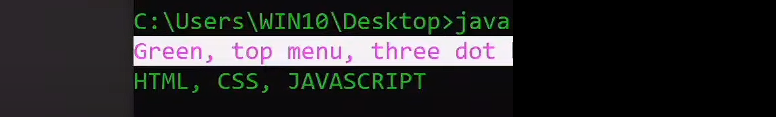 C:\Users\WIN10\Desktop>java
Green, top menu, three dot
HTML, CSS, JAVASCRIPT